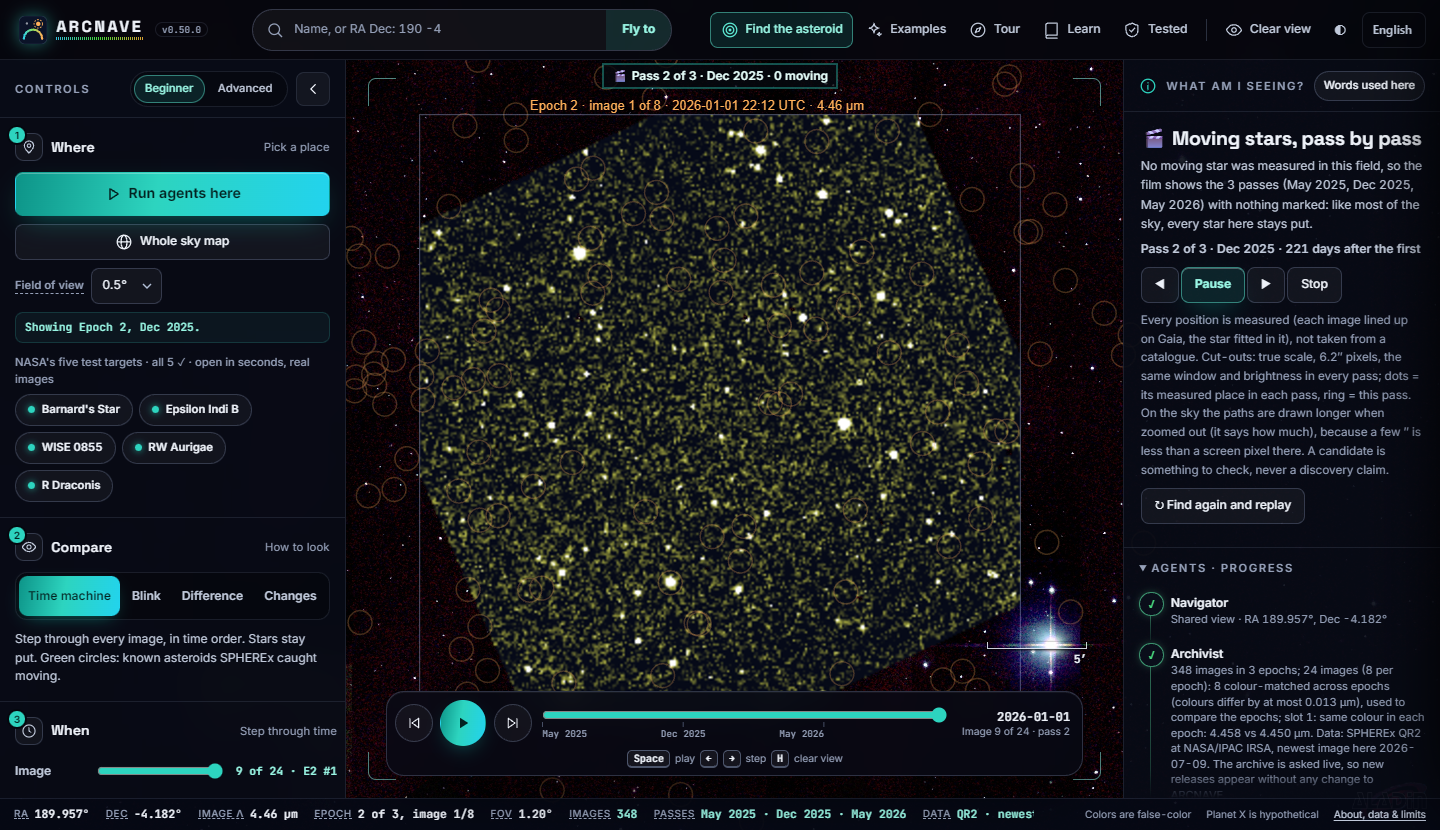 ARCNAVE
v0.50.0
Name, or RA Dec: 190 -4
Fly to
Find the asteroid
Examples
Tour
Learn
Tested
Clear view
English
CONTROLS
Beginner
Advanced
1
Where
Pick a place
Run agents here
Whole sky map
Field of view
0.5°
Showing Epoch 2, Dec 2025.
NASA's five test targets · all 5 ✓ · open in seconds, real
images
Barnard's Star
Epsilon Indi B
WISE 0855
RW Aurigae
R Draconis
2
Compare
How to look
Time machine
Blink
Difference
Changes
Step through every image, in time order. Stars stay
put. Green circles: known asteroids SPHEREx caught
moving.
3
When
Step through time
Image
9 of 24 · E2 #1
Pass 2 of 3 · Dec 2025 · 0 moving
Epoch 2 · image 1 of 8 · 2026-01-01 22:12 UTC · 4.46 µm
5′
May 2025
Dec 2025
May 2026
2026-01-01
Image 9 of 24 · pass 2
Space play ← → step H clear view
WHAT AM I SEEING?
Words used here
Moving stars, pass by pass
No moving star was measured in this field, so the
film shows the 3 passes (May 2025, Dec 2025,
May 2026) with nothing marked: like most of the
sky, every star here stays put.
Pass 2 of 3 · Dec 2025 · 221 days after the first
Pause
Stop
Every position is measured (each image lined up
on Gaia, the star fitted in it), not taken from a
catalogue. Cut-outs: true scale, 6.2″ pixels, the
same window and brightness in every pass; dots =
its measured place in each pass, ring = this pass.
On the sky the paths are drawn longer when
zoomed out (it says how much), because a few ″ is
less than a screen pixel there. A candidate is
something to check, never a discovery claim.
↻ Find again and replay
▾ AGENTS · PROGRESS
Navigator
Shared view · RA 189.957°, Dec -4.182°
Archivist
348 images in 3 epochs; 24 images (8 per
epoch): 8 colour-matched across epochs
(colours differ by at most 0.013 µm), used to
compare the epochs; slot 1: same colour in each
epoch: 4.458 vs 4.450 µm. Data: SPHEREx QR2
at NASA/IPAC IRSA, newest image here 2026-
07-09. The archive is asked live, so new
releases appear without any change to
ARCNAVE
RA 189.957°
DEC -4.182°
IMAGE Λ 4.46 µm
EPOCH 2 of 3, image 1/8
FOV 1.20°
IMAGES 348
PASSES May 2025 · Dec 2025 · May 2026
DATA QR2 · newes
Colors are false-color
Planet X is hypothetical
About, data & limits